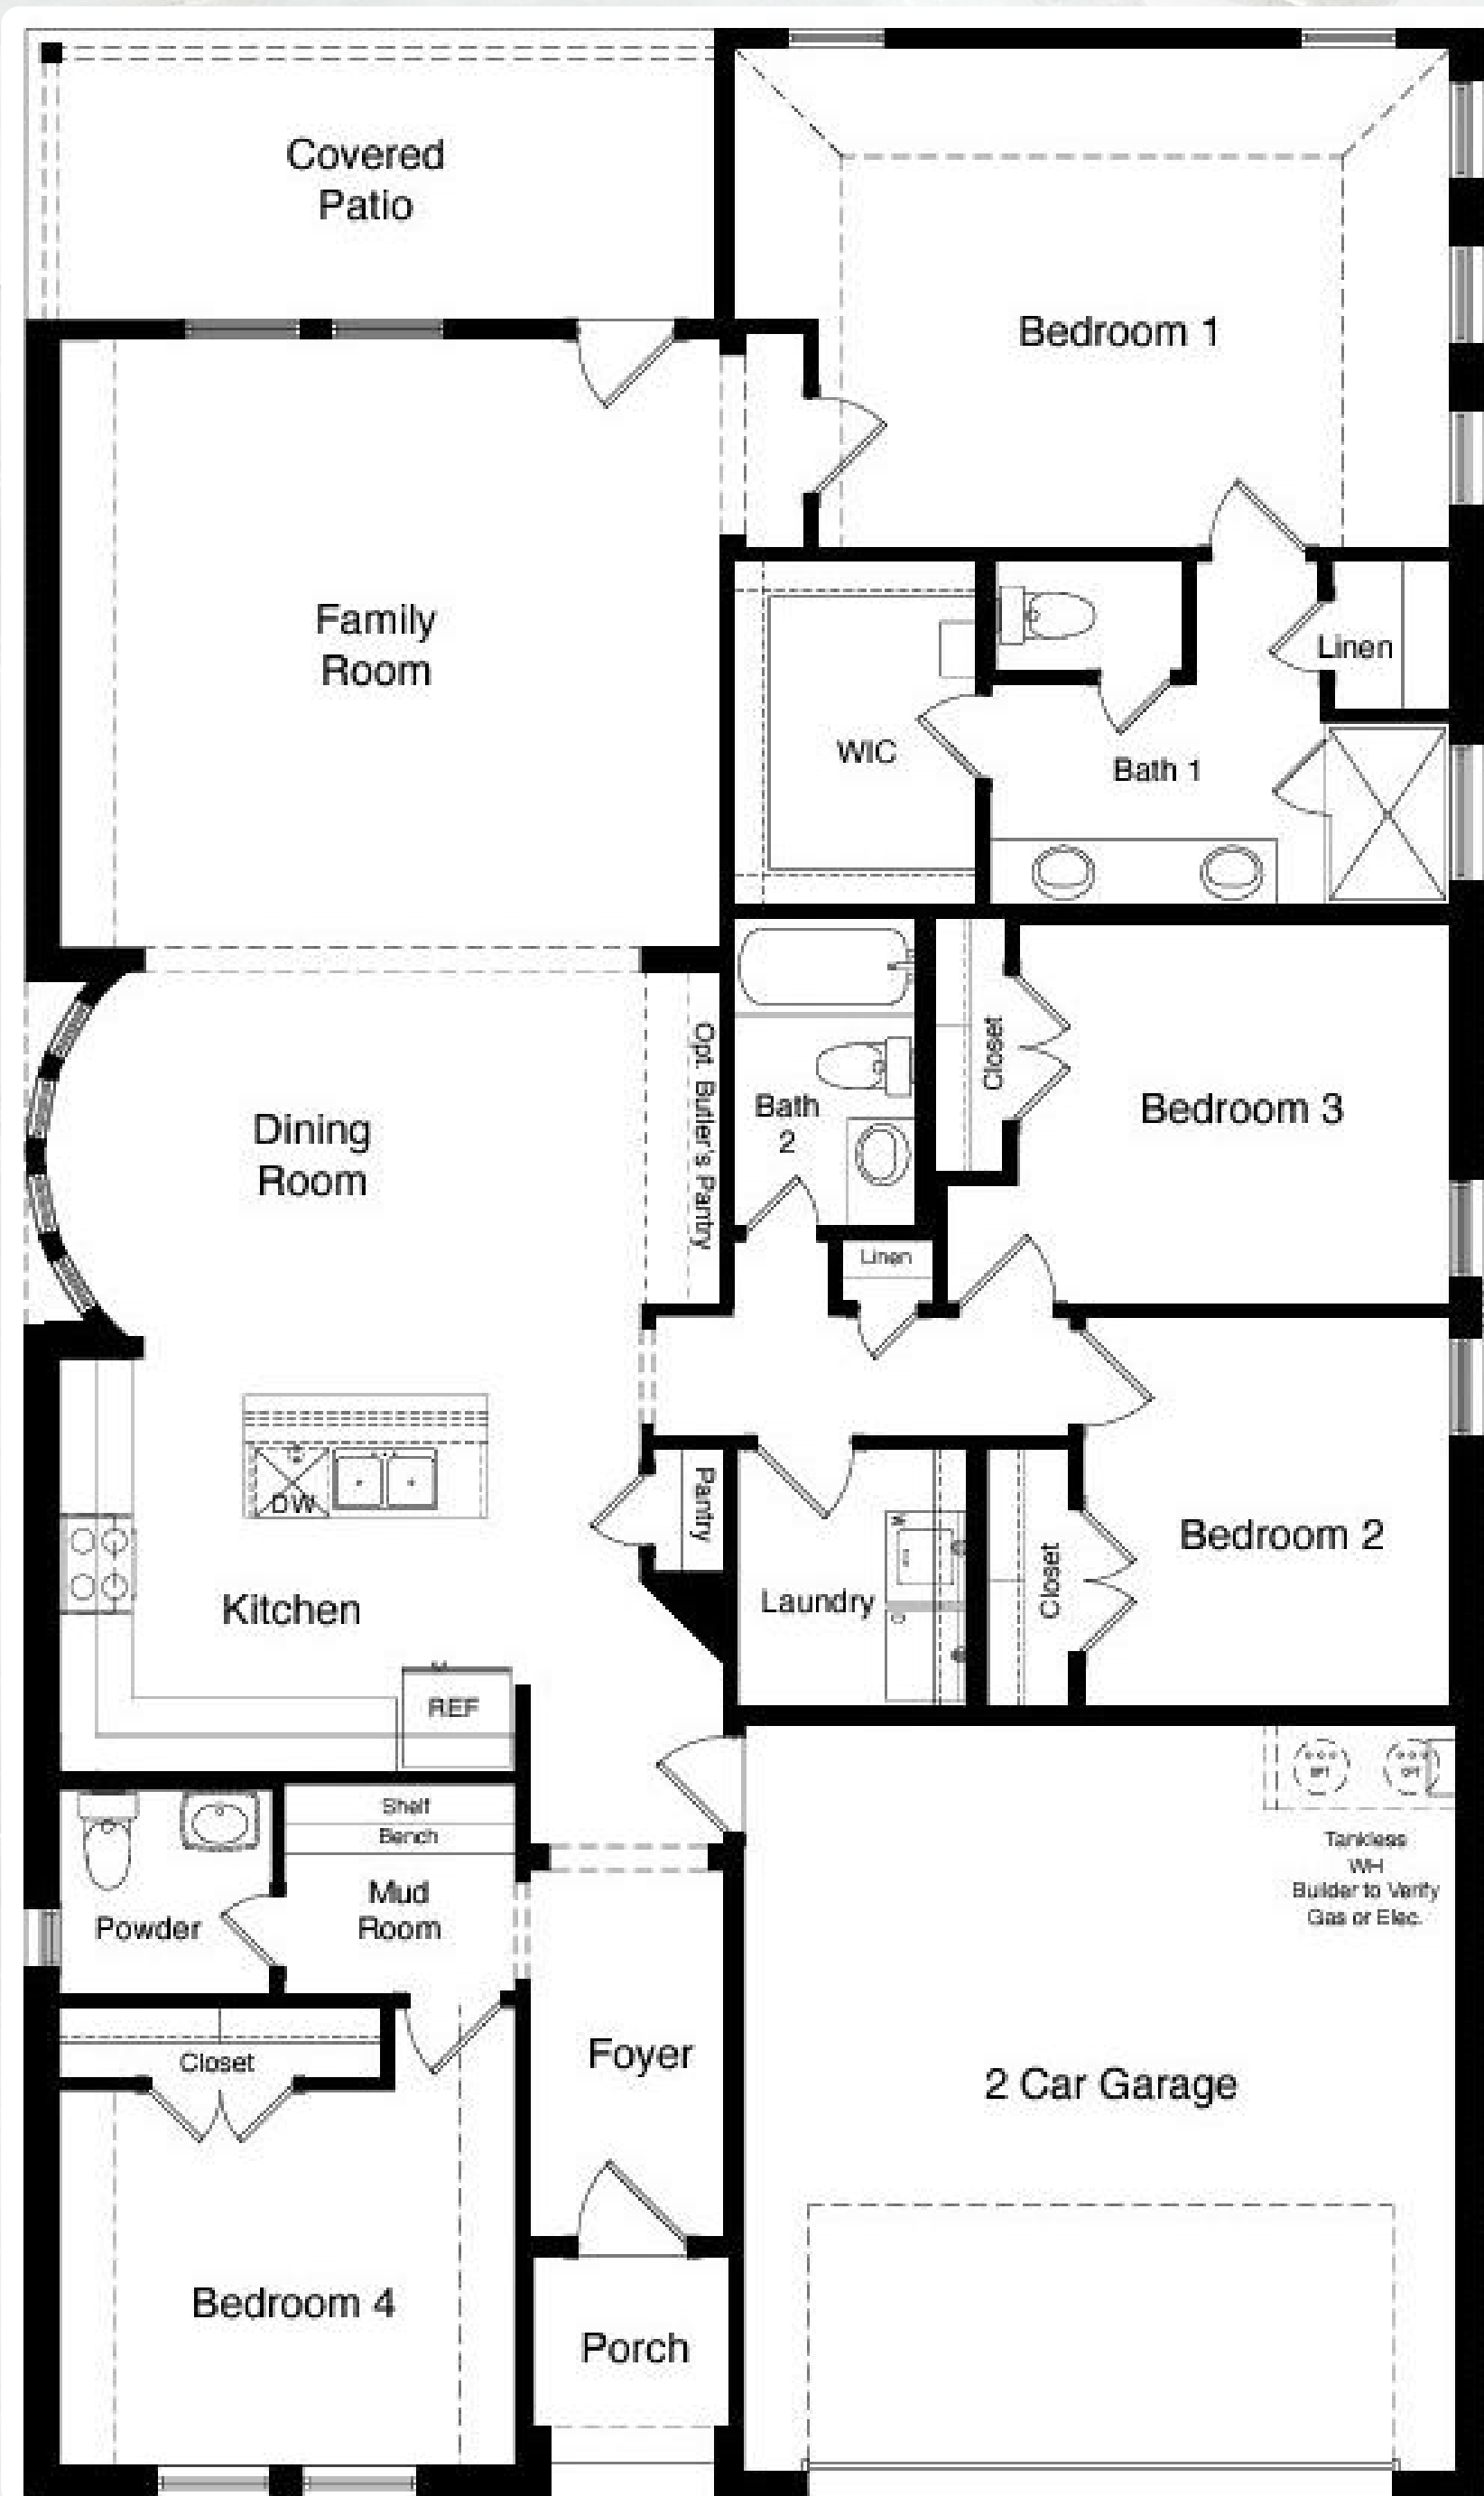 Covered
Patio
Bedroom 1
Family
Room
Linen
WIC
Bath 1
Closet
Opt. Butler's Pantry
Bath
2
Bedroom 3
Dining
Room
Linen
DW
Pantry
Bedroom 2
Closet
Laundry
W
D
Kitchen
REF
Shelf
Bench
Tankless
WH
Builder to Verify
Gas or Elec.
Mud
Room
Powder
Foyer
Closet
2 Car Garage
Bedroom 4
Porch